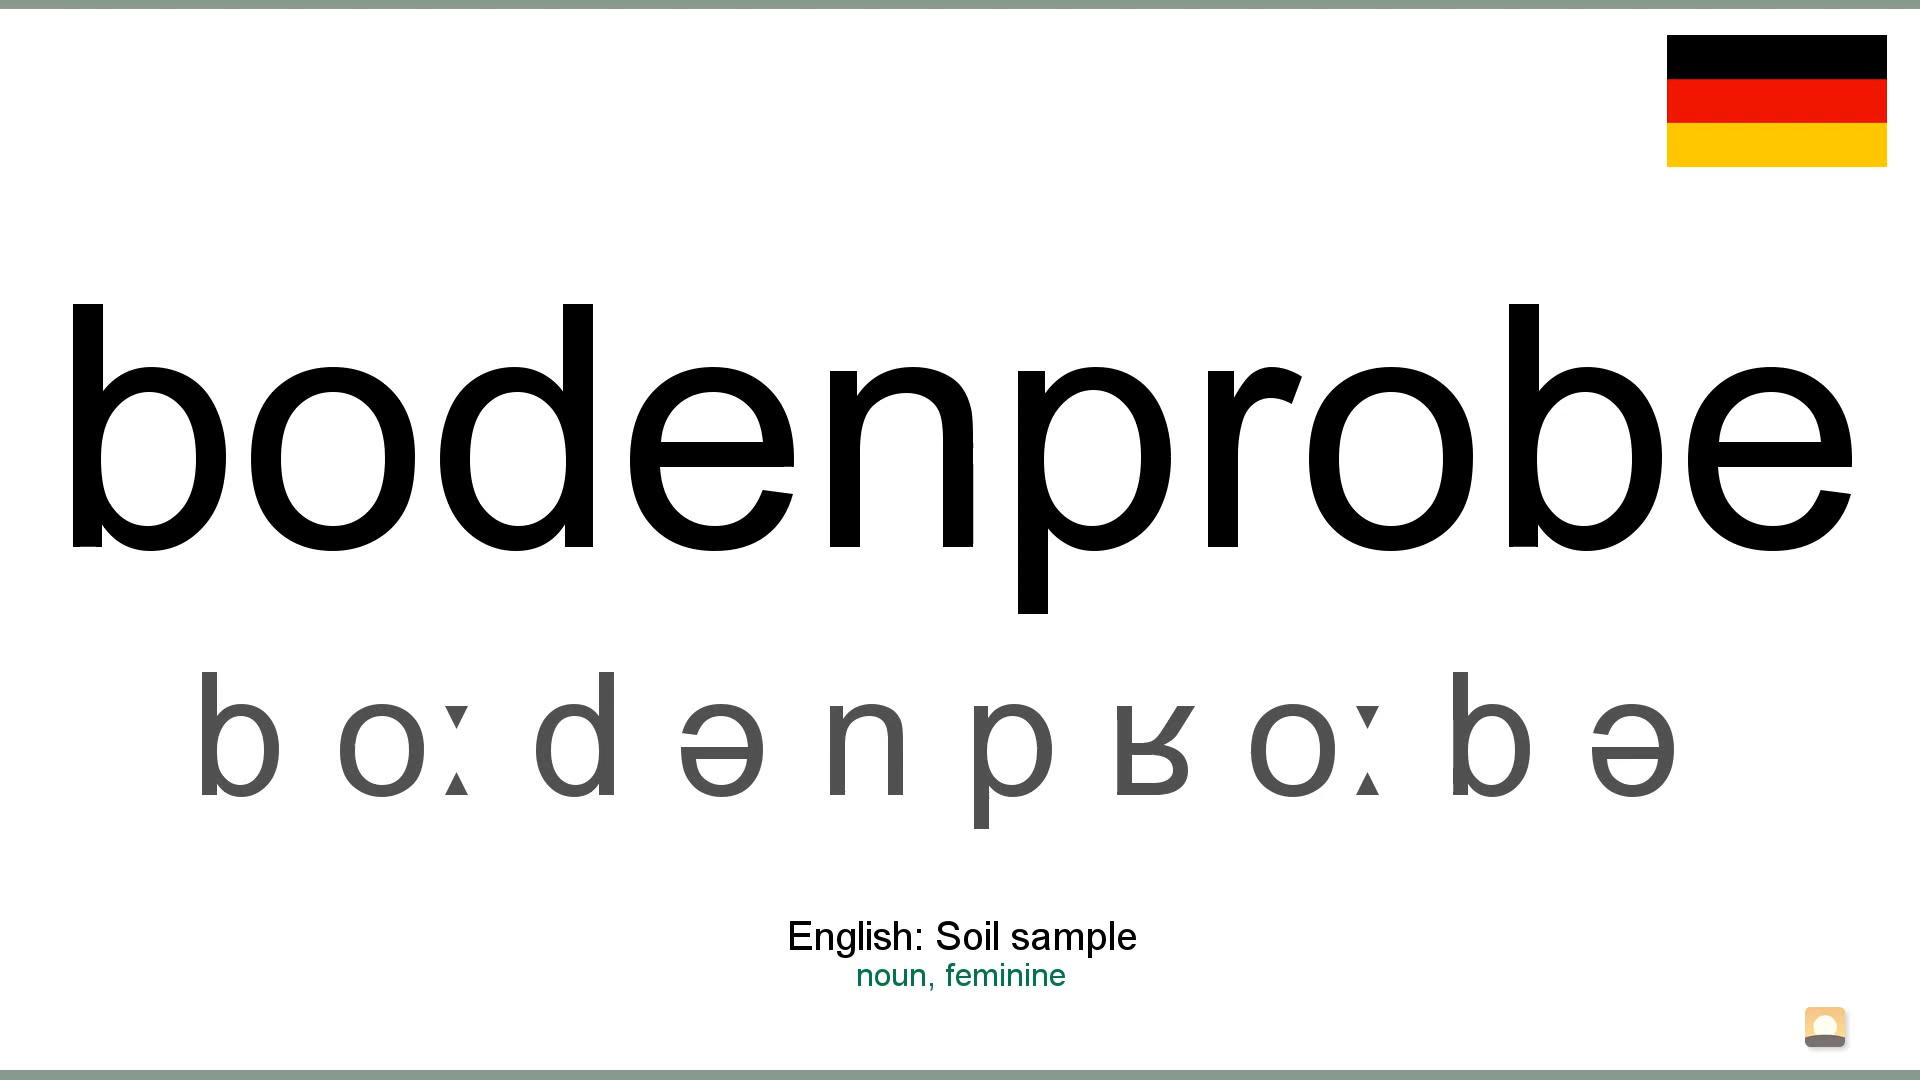 bodenprobe
b oː d ə n p ʁ oː b ə
English: Soil sample
noun, feminine